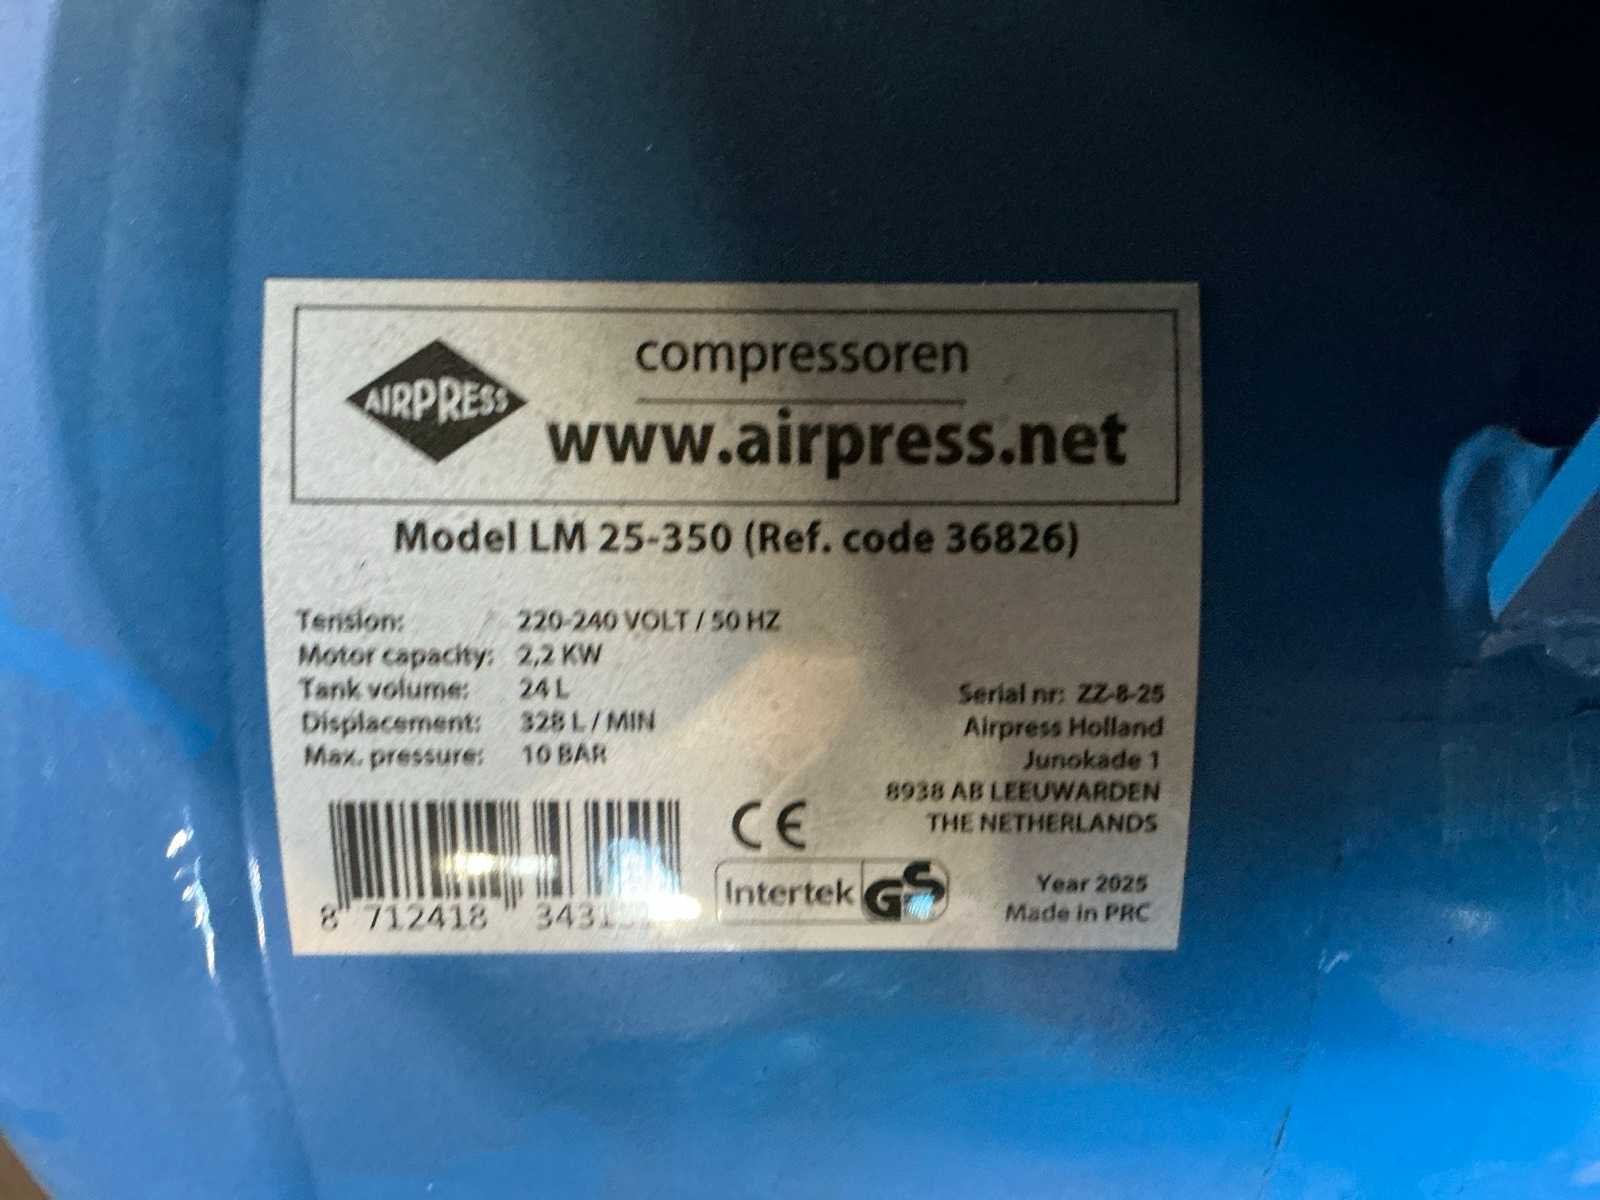 AIRPRESS
compressoren
www.airpress.net
Model LM 25-350 (Ref. code 36826)
Tension: 220-240 VOLT / 50 HZ
Motor capacity: 2,2 KW
Tank volume: 24 L
Displacement: 328 L / MIN
Max. pressure: 10 BAR
Serial nr: ZZ-8-25
Airpress Holland
Junokade 1
8938 AB LEEUWARDEN
THE NETHERLANDS
8 712418
CE
Intertek GS
Year 2025
Made in PRC